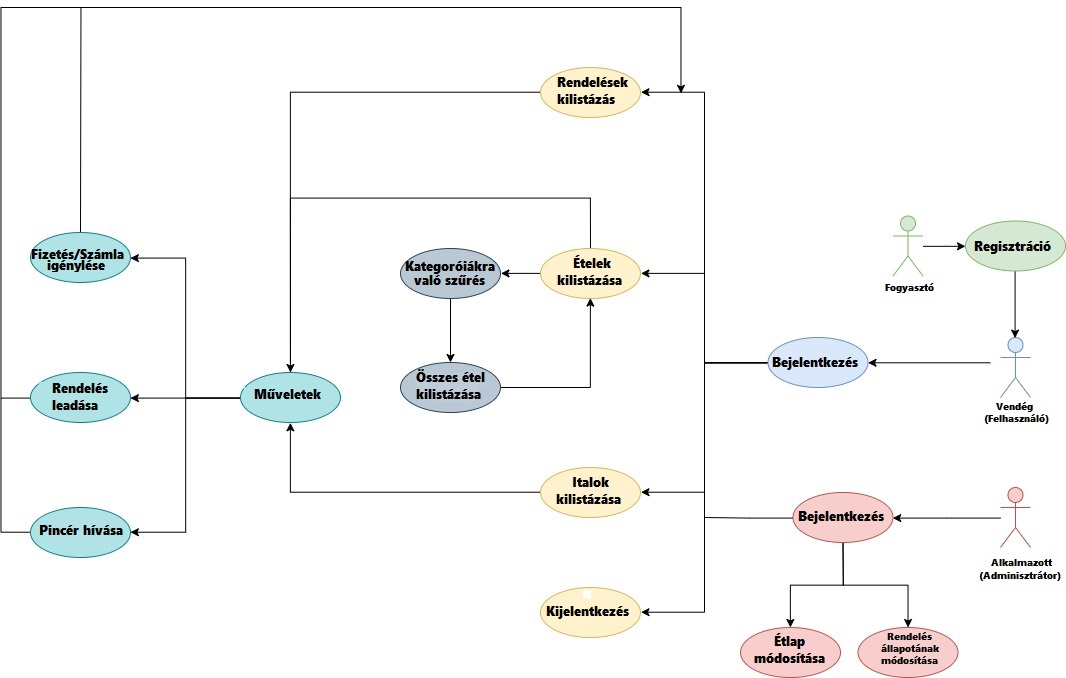 Rendelések
kilistázás
Fizetés/Számla
igénylése
Kategoróiákra
való szűrés
Ételek
kilistázása
Regisztráció
Fogyasztó
Rendelés
leadása
Műveletek
Összes étel
kilistázása
Bejelentkezés
Vendég
(Felhasználó)
Pincér hívása
Italok
kilistázása
Bejelentkezés
Alkalmazott
(Adminisztrátor)
Kijelentkezés
Étlap
módosítása
Rendelés
állapotának
módosítása